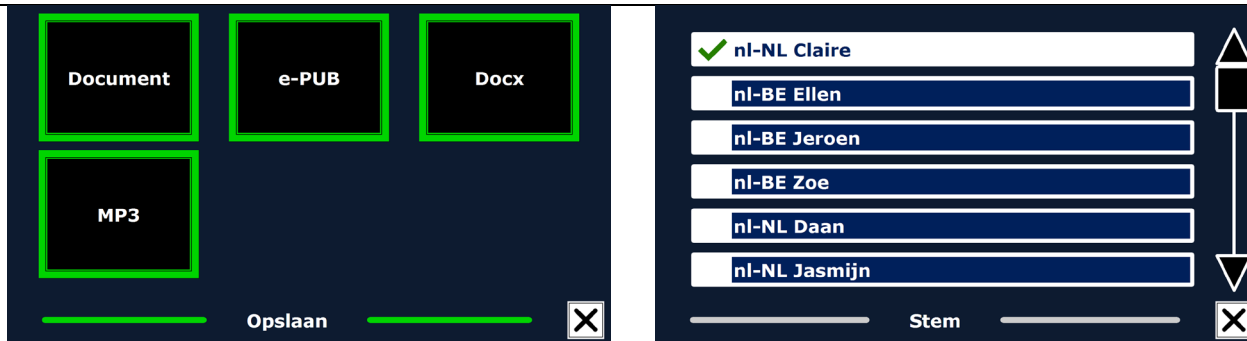 Document e-PUB Docx
MP3
Opslaan
nl-NL Claire
nl-BE Ellen
nl-BE Jeroen
nl-BE Zoe
nl-NL Daan
nl-NL Jasmijn
Stem